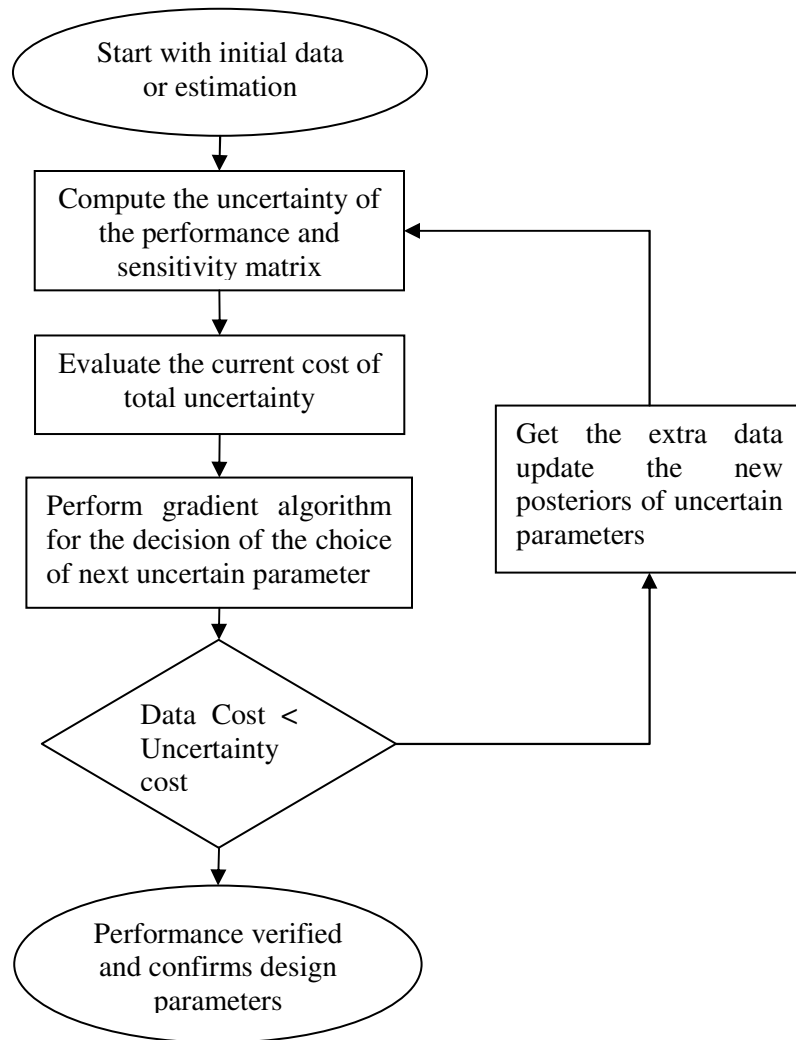 Start with initial data
or estimation
Compute the uncertainty of
the performance and
sensitivity matrix
Evaluate the current cost of
total uncertainty
Perform gradient algorithm
for the decision of the choice
of next uncertain parameter
Data Cost <
Uncertainty
cost
Get the extra data
update the new
posteriors of uncertain
parameters
Performance verified
and confirms design
parameters